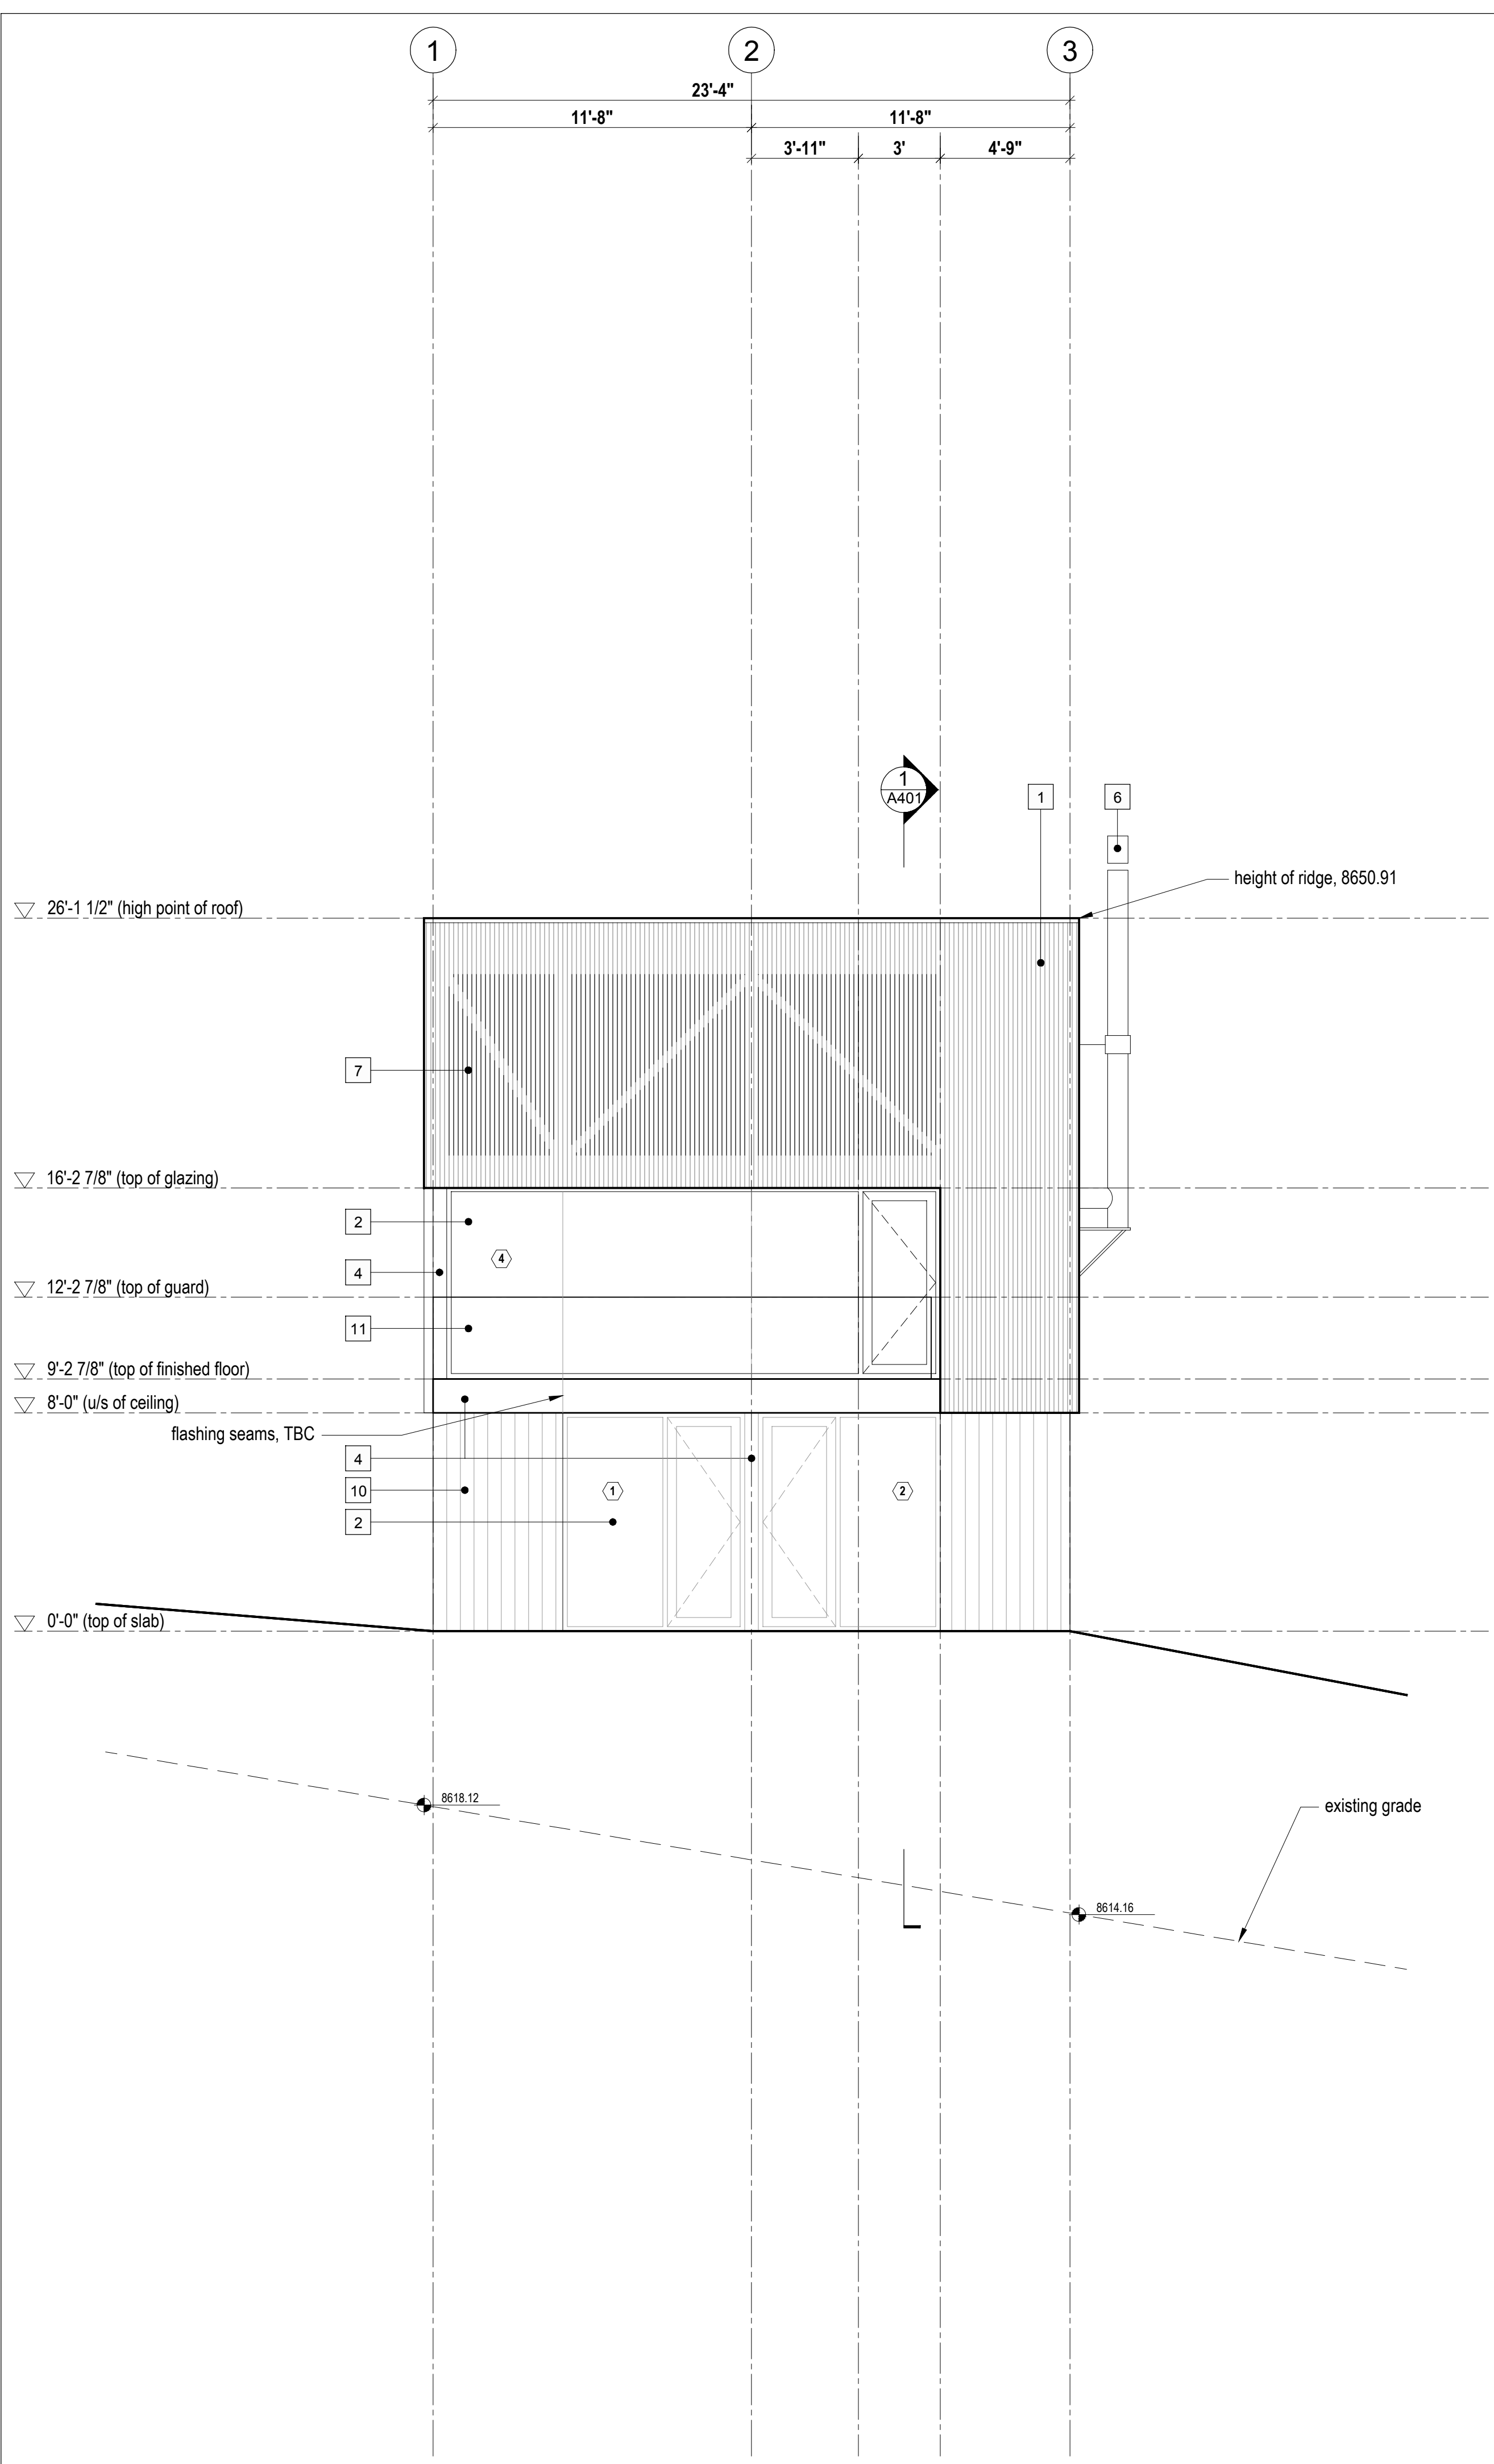 1 2 3
23'-4"
11'-8" 11'-8"
3'-11" 3' 4'-9"
1
A401
1 6
height of ridge, 8650.91
26'-1 1/2" (high point of roof)
7
16'-2 7/8" (top of glazing)
2
4
4
12'-2 7/8" (top of guard)
11
9'-2 7/8" (top of finished floor)
8'-0" (u/s of ceiling)
flashing seams, TBC
4
10
1 2
2
0'-0" (top of slab)
8618.12
existing grade
8614.16